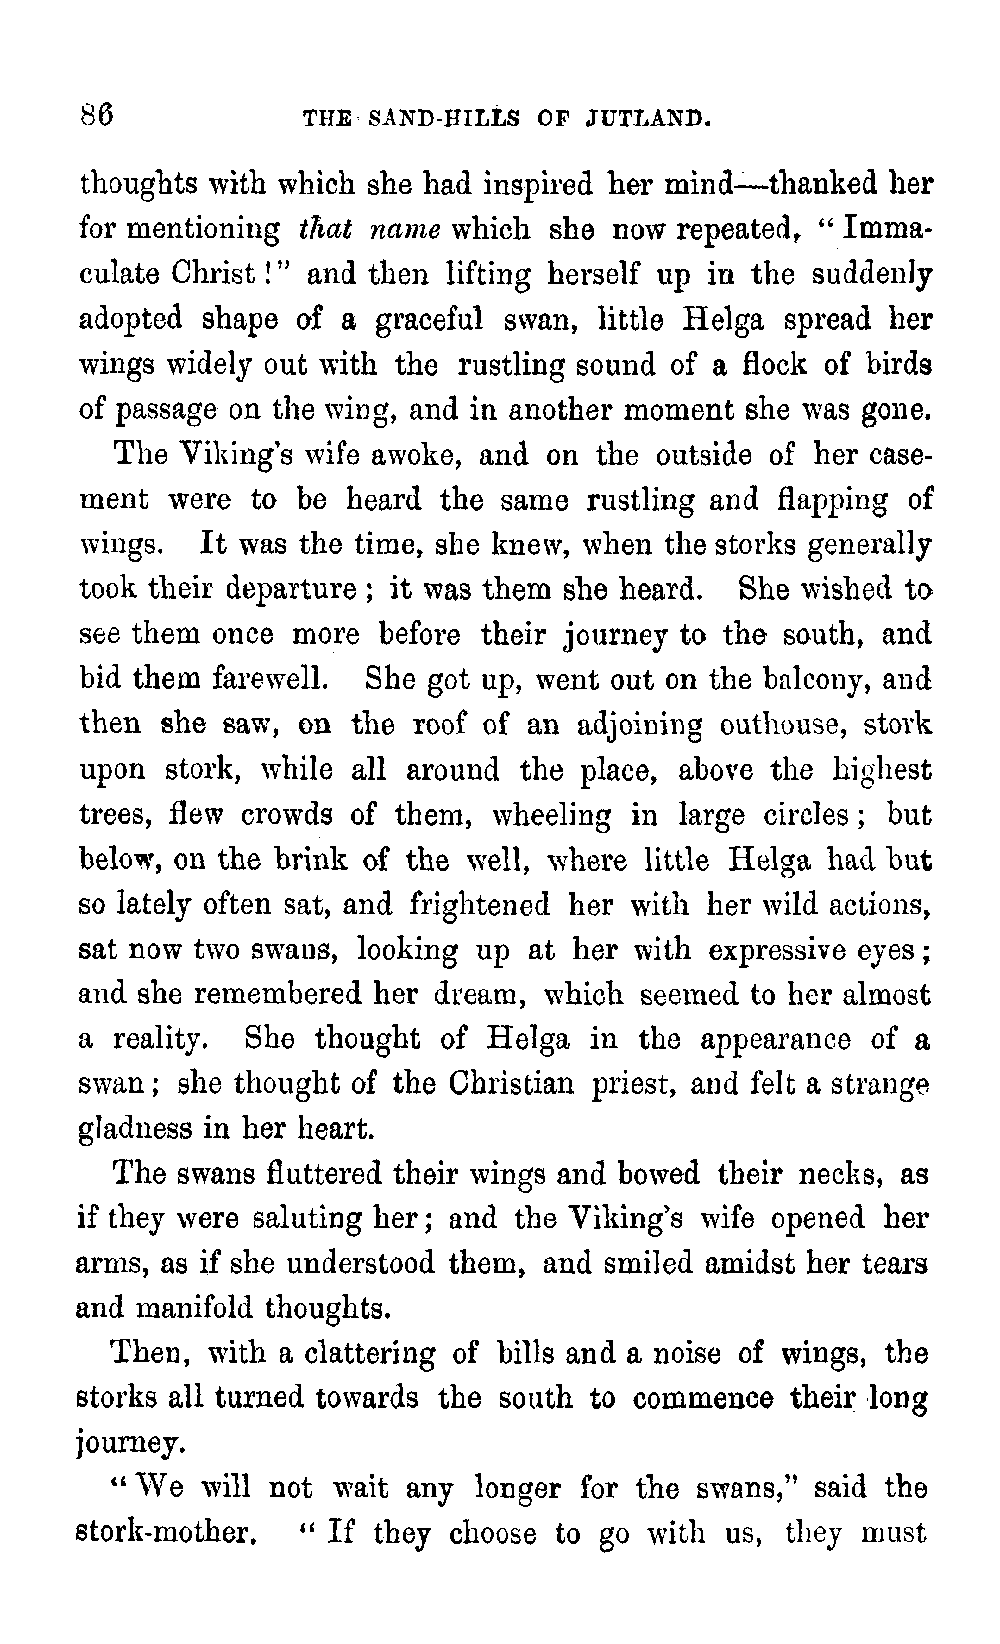 86 THE SAND-HILLS OF JUTLAND.
thoughts with which she had inspired her mind—thanked her
for mentioning that name which she now repeated, “ Imma-
culate Christ !” and then lifting herself up in the suddenly
adopted shape of a graceful swan, little Helga spread her
wings widely out with the rustling sound of a flock of birds
of passage on the wing, and in another moment she was gone.
The Viking's wife awoke, and on the outside of her case-
ment were to be heard the same rustling and flapping of
wings. It was the time, she knew, when the storks generally
took their departure ; it was them she heard. She wished to
see them once more before their journey to the south, and
bid them farewell. She got up, went out on the balcony, and
then she saw, on the roof of an adjoining outhouse, stork
upon stork, while all around the place, above the highest
trees, flew crowds of them, wheeling in large circles ; but
below, on the brink of the well, where little Helga had but
so lately often sat, and frightened her with her wild actions,
sat now two swans, looking up at her with expressive eyes ;
and she remembered her dream, which seemed to her almost
a reality. She thought of Helga in the appearance of a
swan ; she thought of the Christian priest, and felt a strange
gladness in her heart.
The swans fluttered their wings and bowed their necks, as
if they were saluting her ; and the Viking's wife opened her
arms, as if she understood them, and smiled amidst her tears
and manifold thoughts.
Then, with a clattering of bills and a noise of wings, the
storks all turned towards the south to commence their long
journey.
“ We will not wait any longer for the swans,” said the
stork-mother. “ If they choose to go with us, they must